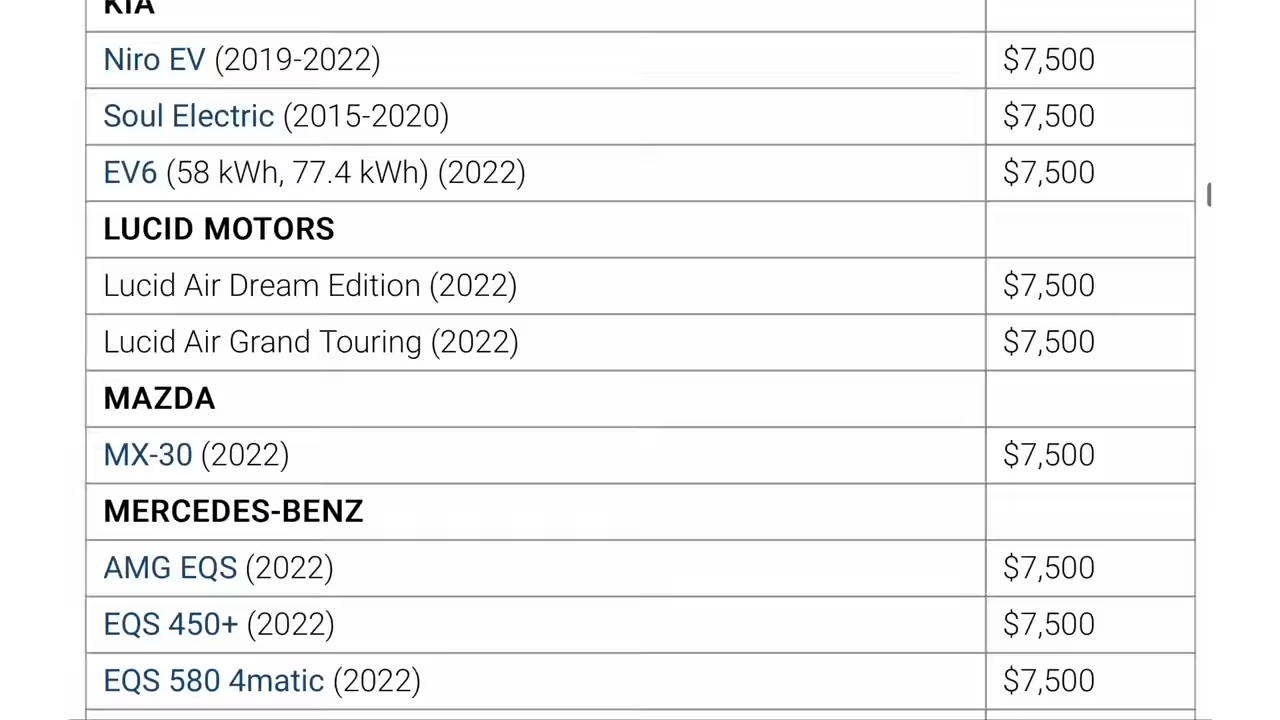 KIA
Niro EV (2019-2022) $7,500
Soul Electric (2015-2020) $7,500
EV6 (58 kWh, 77.4 kWh) (2022) $7,500
LUCID MOTORS
Lucid Air Dream Edition (2022) $7,500
Lucid Air Grand Touring (2022) $7,500
MAZDA
MX-30 (2022) $7,500
MERCEDES-BENZ
AMG EQS (2022) $7,500
EQS 450+ (2022) $7,500
EQS 580 4matic (2022) $7,500